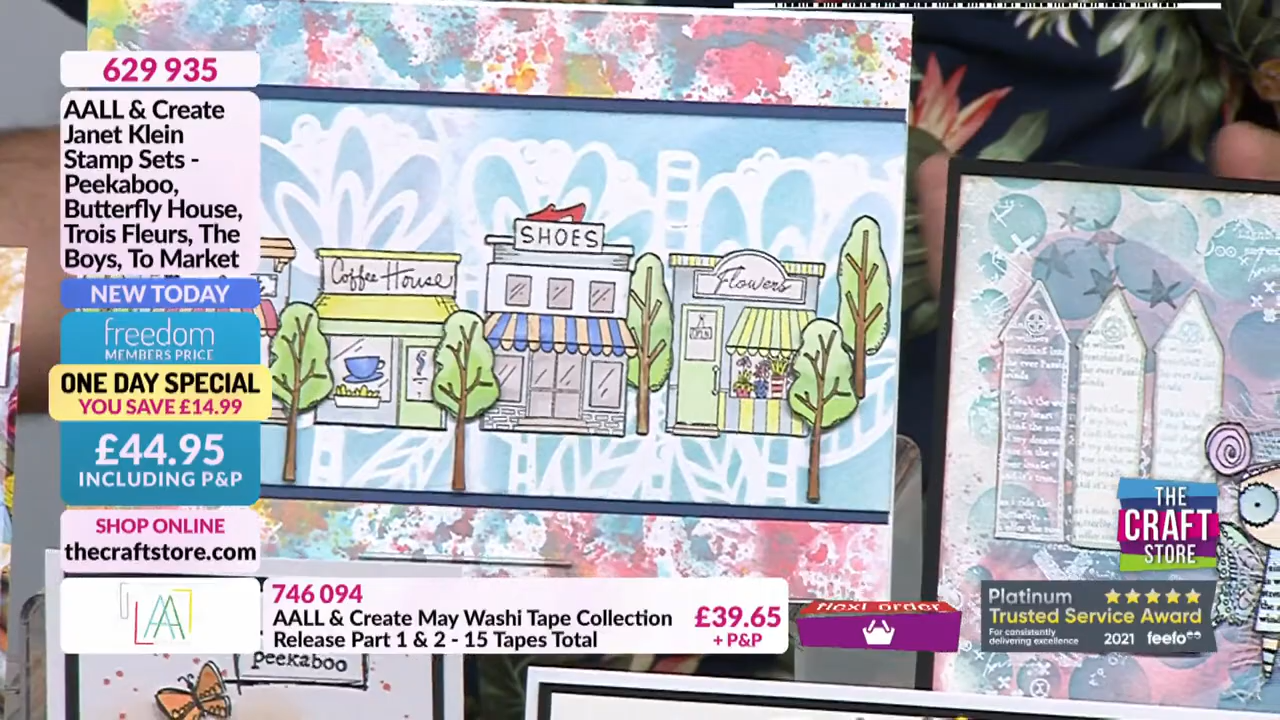 629 935
AALL & Create
Janet Klein
Stamp Sets -
Peekaboo,
Butterfly House,
Trois Fleurs, The
Boys, To Market
NEW TODAY
freedom
MEMBERS PRICE
ONE DAY SPECIAL
YOU SAVE £14.99
£44.95
INCLUDING P&P
SHOP ONLINE
thecraftstore.com
Coffee House
SHOES
Flowers
746 094
AALL & Create May Washi Tape Collection
Release Part 1 & 2 - 15 Tapes Total
£39.65
+ P&P
flexi order
THE
CRAFT
STORE
Platinum
Trusted Service Award
For consistently
delivering excellence
2021 feefo
peekaboo